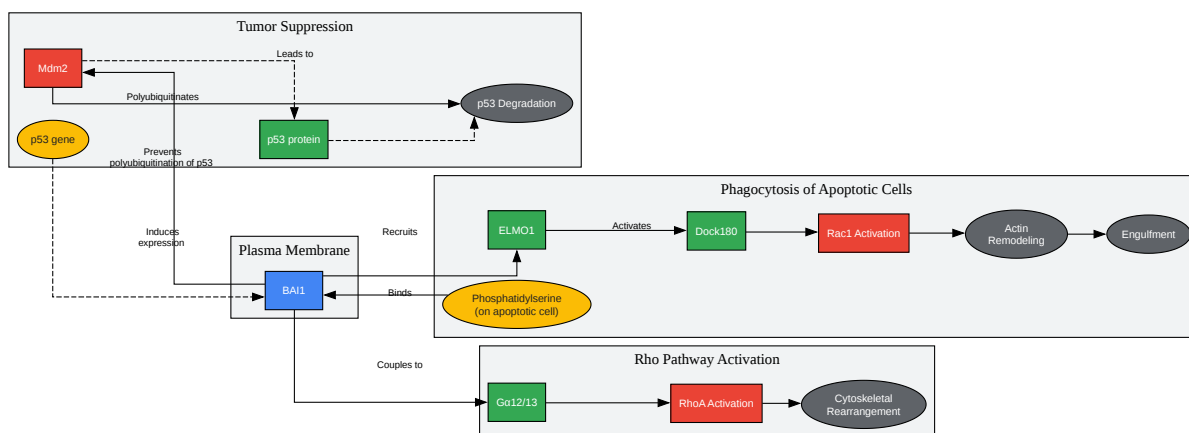 Tumor Suppression
Leads to
Mdm2
Polyubiquitinates
p53 Degradation
p53 gene
p53 protein
Prevents
polyubiquitination of p53
Phagocytosis of Apoptotic Cells
Induces
expression
Recruits
ELMO1
Activates
Dock180
Rac1 Activation
Actin
Remodeling
Engulfment
Plasma Membrane
BAI1
Binds
Phosphatidylserine
(on apoptotic cell)
Rho Pathway Activation
Couples to
Gα12/13
RhoA Activation
Cytoskeletal
Rearrangement